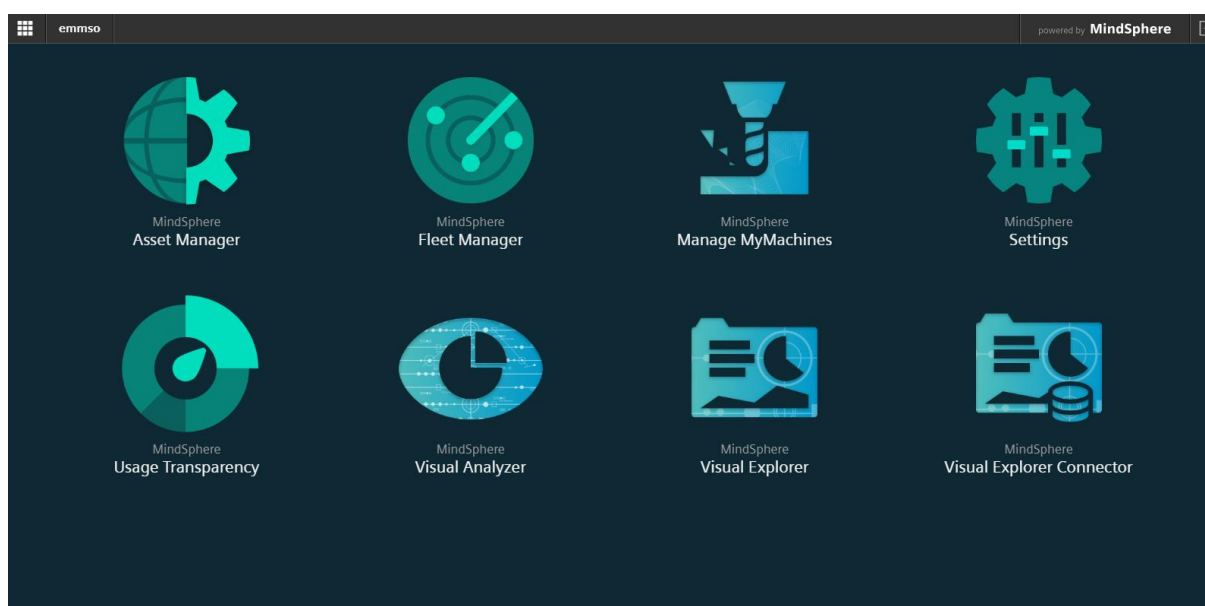 emmso
powered by MindSphere
MindSphere
Asset Manager
MindSphere
Fleet Manager
MindSphere
Manage MyMachines
MindSphere
Settings
MindSphere
Usage Transparency
MindSphere
Visual Analyzer
MindSphere
Visual Explorer
MindSphere
Visual Explorer Connector